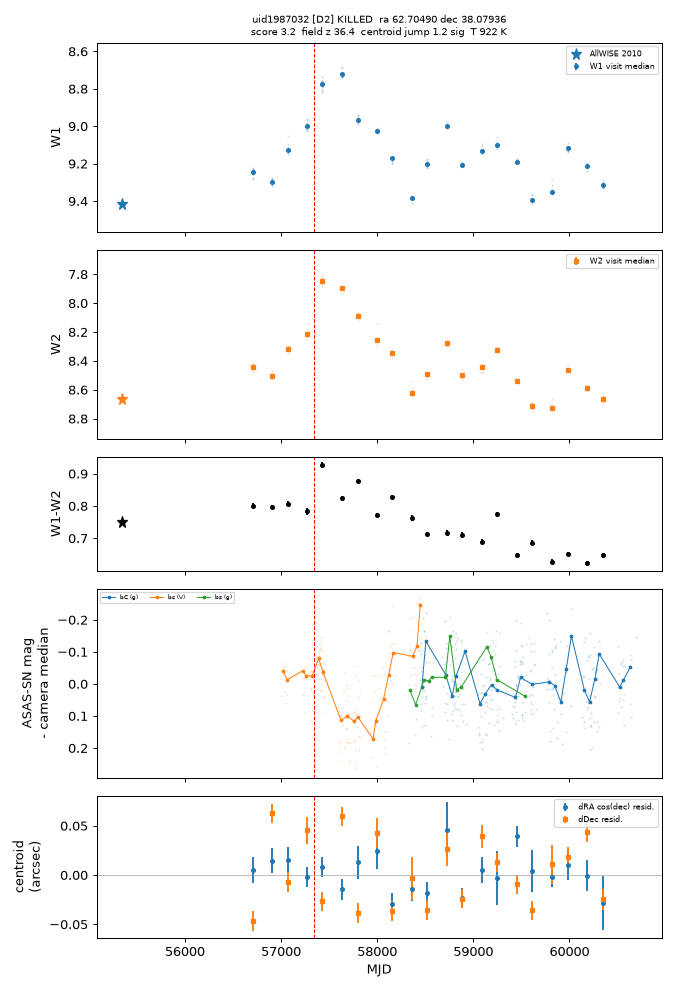 uid1987032 [D2] KILLED ra 62.70490 dec 38.07936
score 3.2 field z 36.4 centroid jump 1.2 sig T 922 K
W1
8.6
8.8
9.0
9.2
9.4
AllWISE 2010
W1 visit median
W2
7.8
8.0
8.2
8.4
8.6
8.8
W2 visit median
W1-W2
0.9
0.8
0.7
ASAS-SN mag
- camera median
−0.2
−0.1
0.0
0.1
0.2
bC (g)
bc (V)
bs (g)
centroid
(arcsec)
0.05
0.00
−0.05
dRA cos(dec) resid.
dDec resid.
56000
57000
58000
59000
60000
MJD